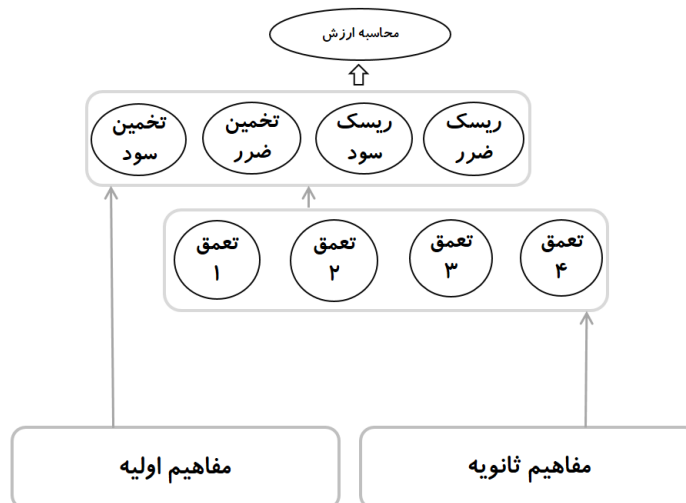 محاسبه ارزش
ریسک
ضرر
ریسک
سود
تخمین
ضرر
تخمین
سود
تعمق
۴
تعمق
۳
تعمق
۲
تعمق
۱
مفاهیم ثانویه
مفاهیم اولیه